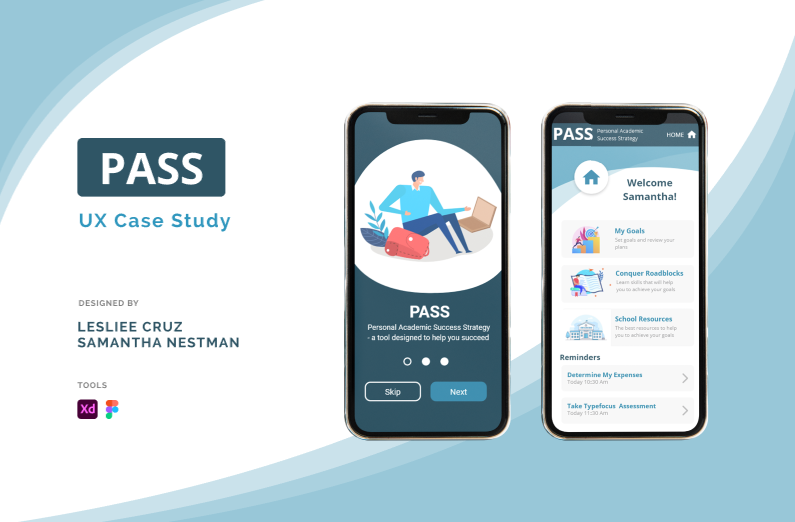 PASS
UX Case Study
DESIGNED BY
LESLIEE CRUZ
SAMANTHA NESTMAN
TOOLS
Xd
PASS
Personal Academic Success Strategy
- a tool designed to help you succeed
Skip
Next
PASS
Personal Academic
Success Strategy
HOME
Welcome
Samantha!
My Goals
Set goals and review your
plans
Conquer Roadblocks
Learn skills that will help
you to achieve your goals
School Resources
The best resources to help
you to achieve your goals
Reminders
Determine My Expenses
Today 10:30 Am
Take Typefocus Assessment
Today 11:30 Am